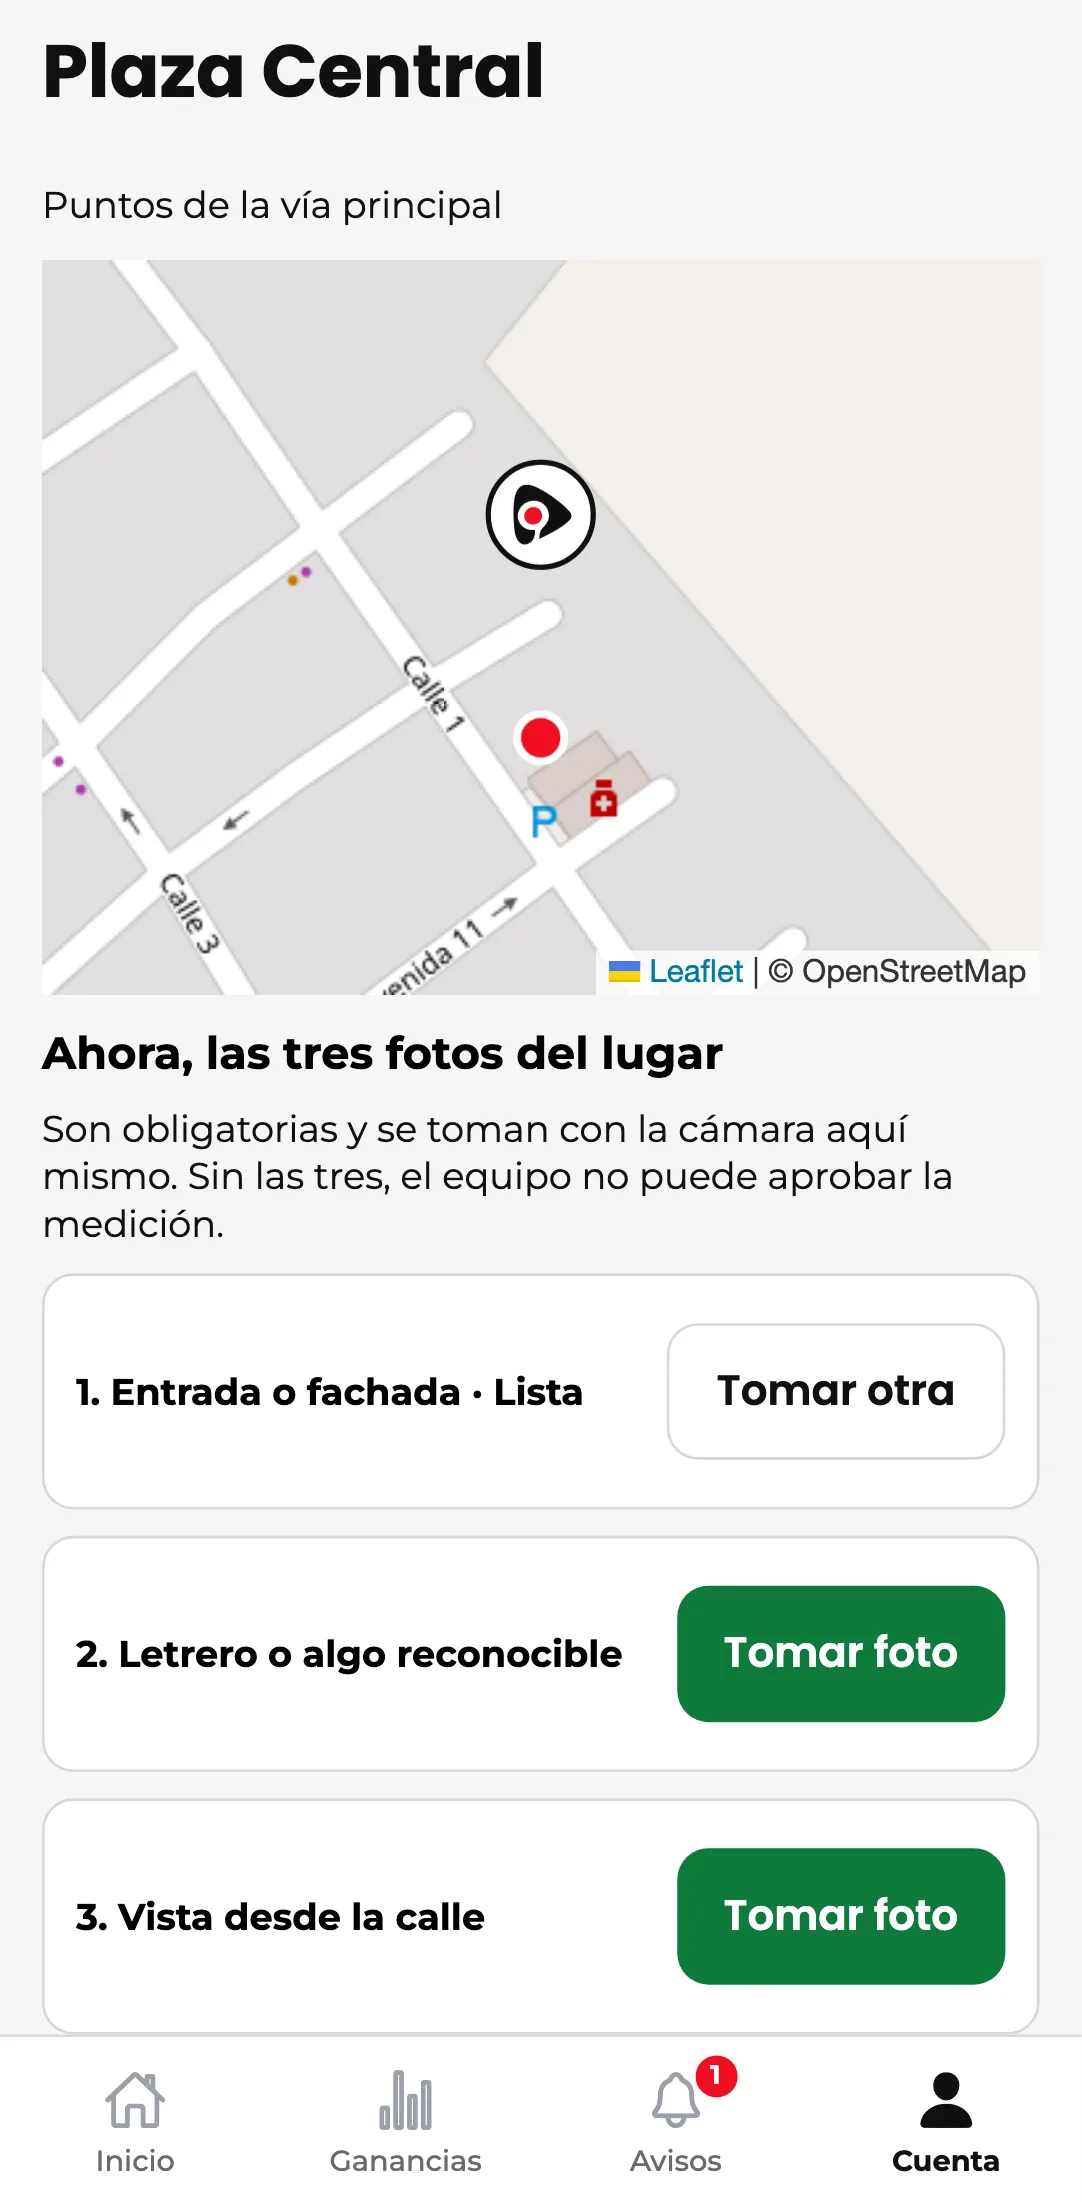 Plaza Central
Puntos de la vía principal
Calle 1
P
Calle 3
venida 11
Leaflet | © OpenStreetMap
Ahora, las tres fotos del lugar
Son obligatorias y se toman con la cámara aquí
mismo. Sin las tres, el equipo no puede aprobar la
medición.
1. Entrada o fachada · Lista
Tomar otra
2. Letrero o algo reconocible
Tomar foto
3. Vista desde la calle
Tomar foto
1
Inicio
Ganancias
Avisos
Cuenta